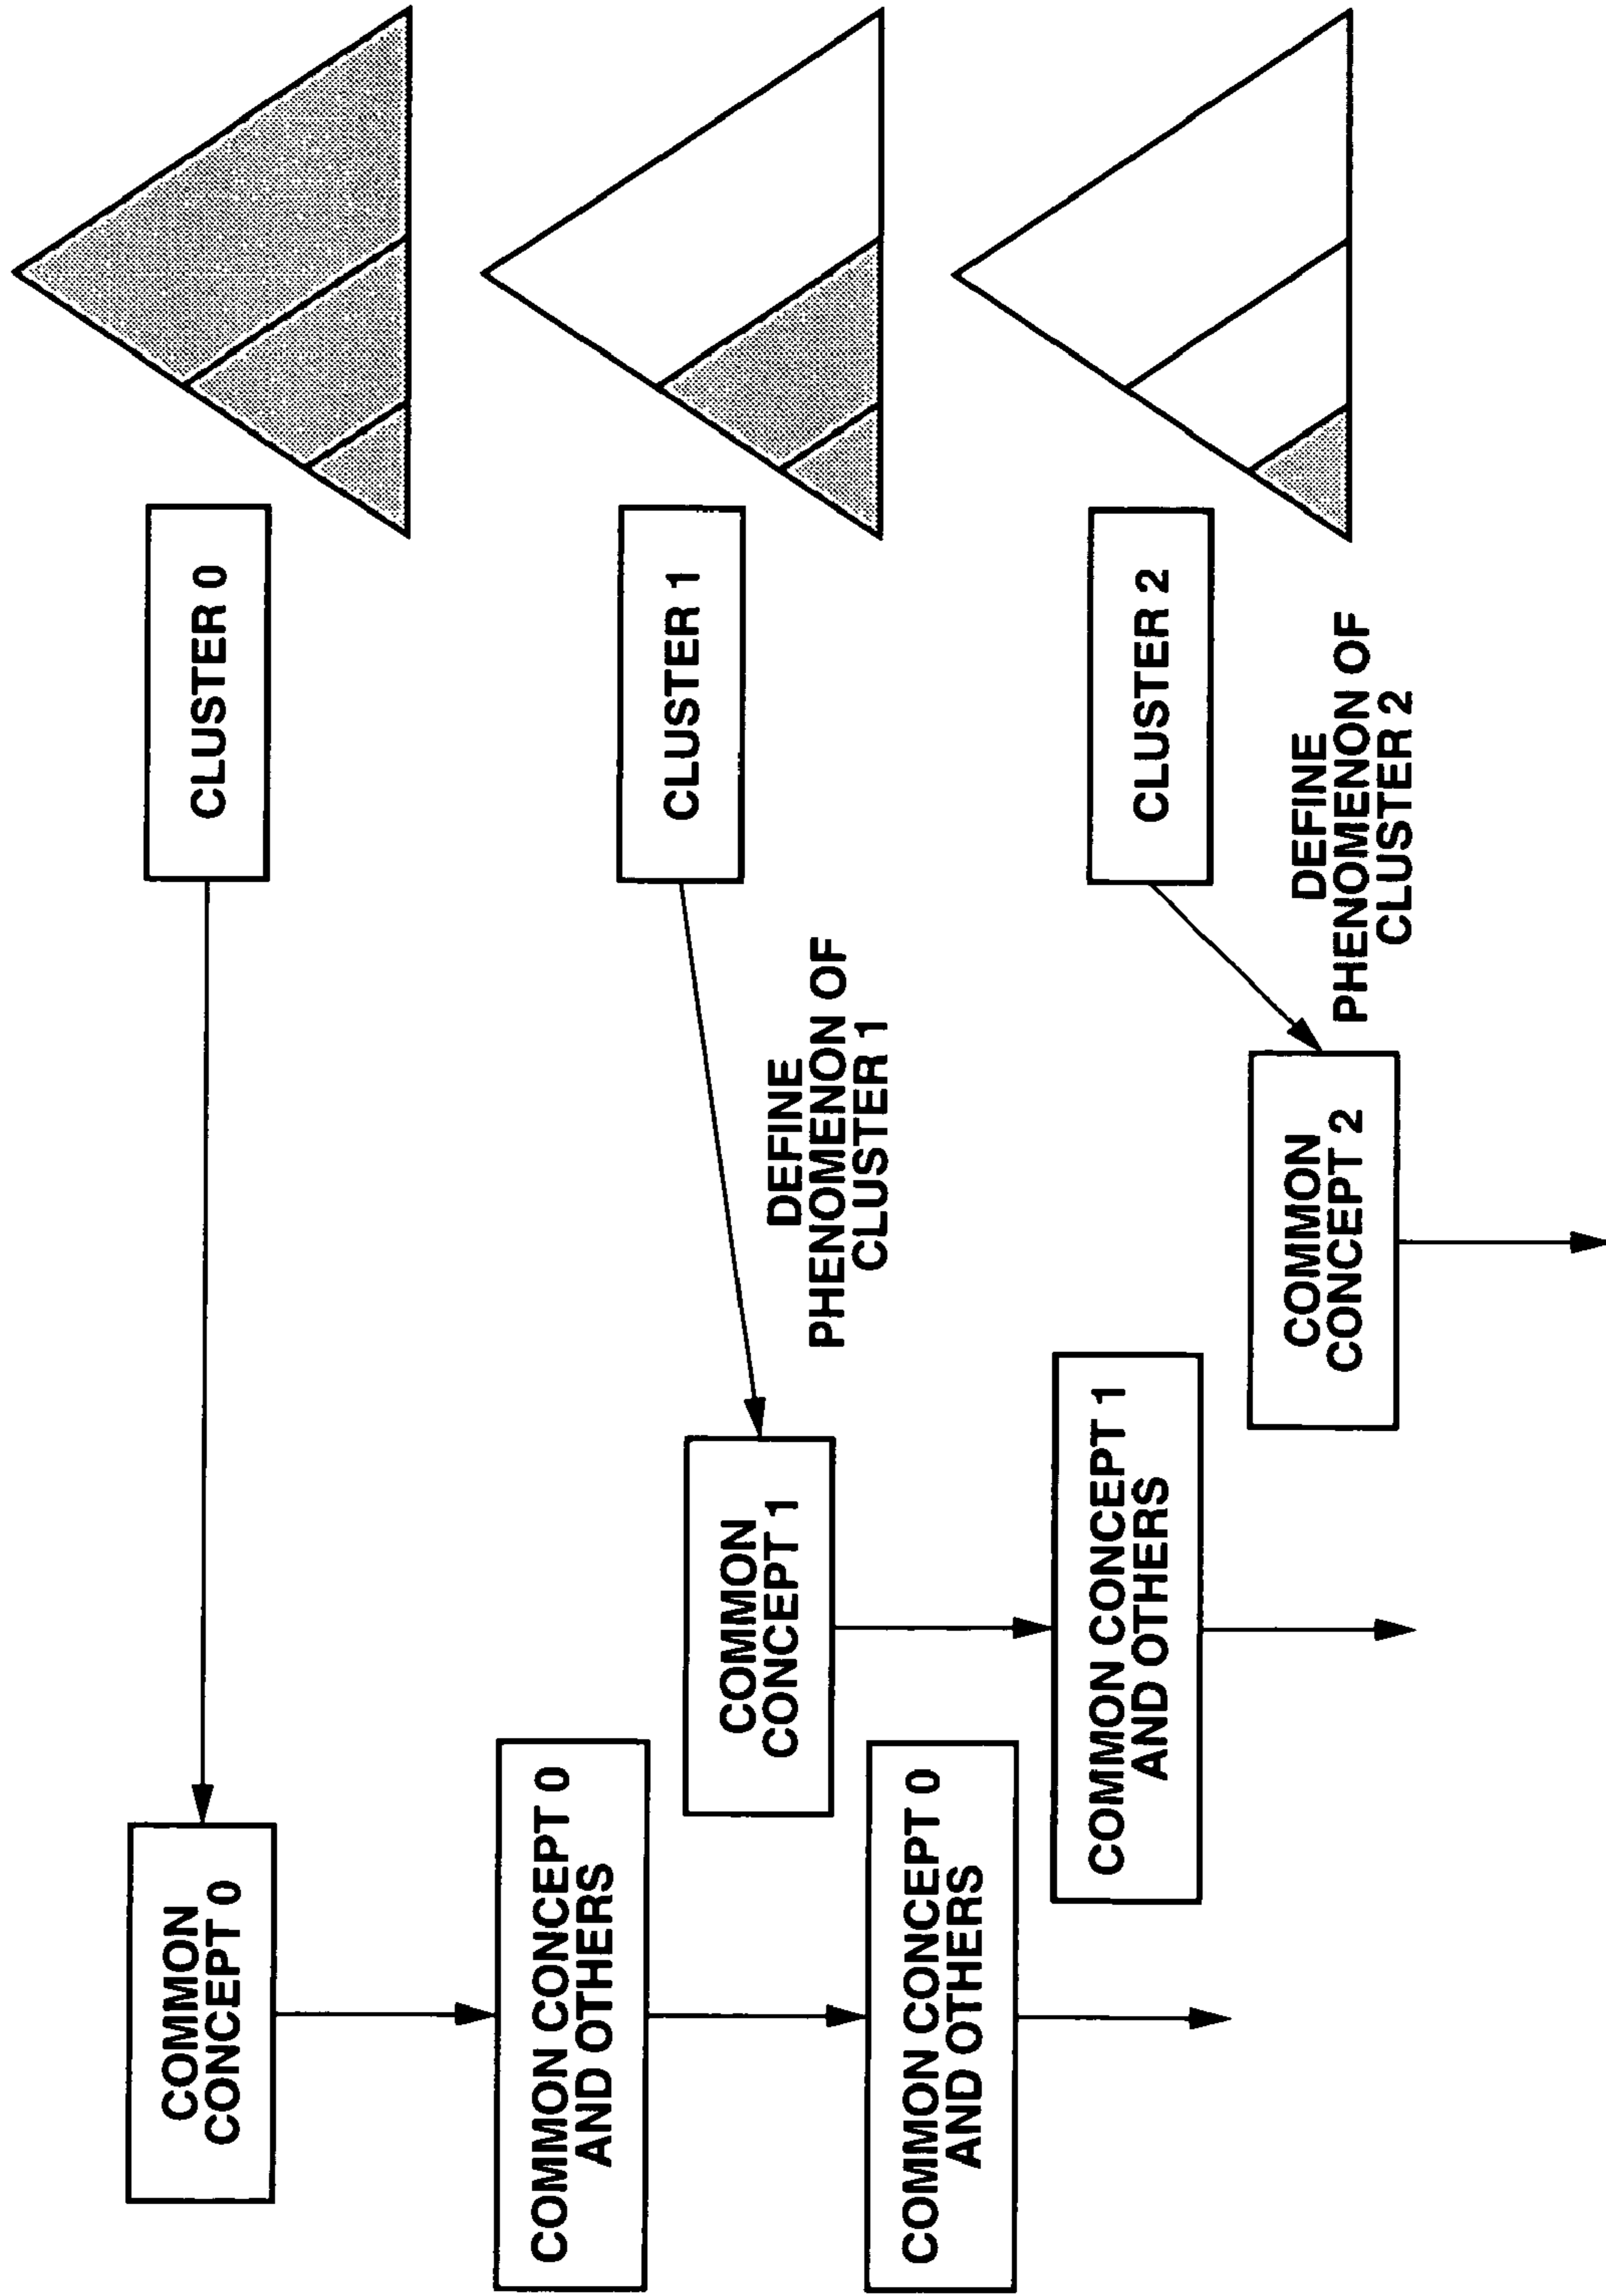 COMMON
CONCEPT 0
CLUSTER 0
COMMON CONCEPT 0
AND OTHERS
COMMON
CONCEPT 1
CLUSTER 1
DEFINE
PHENOMENON OF
CLUSTER 1
COMMON CONCEPT 0
AND OTHERS
COMMON CONCEPT 1
AND OTHERS
CLUSTER 2
COMMON
CONCEPT 2
DEFINE
PHENOMENON OF
CLUSTER 2